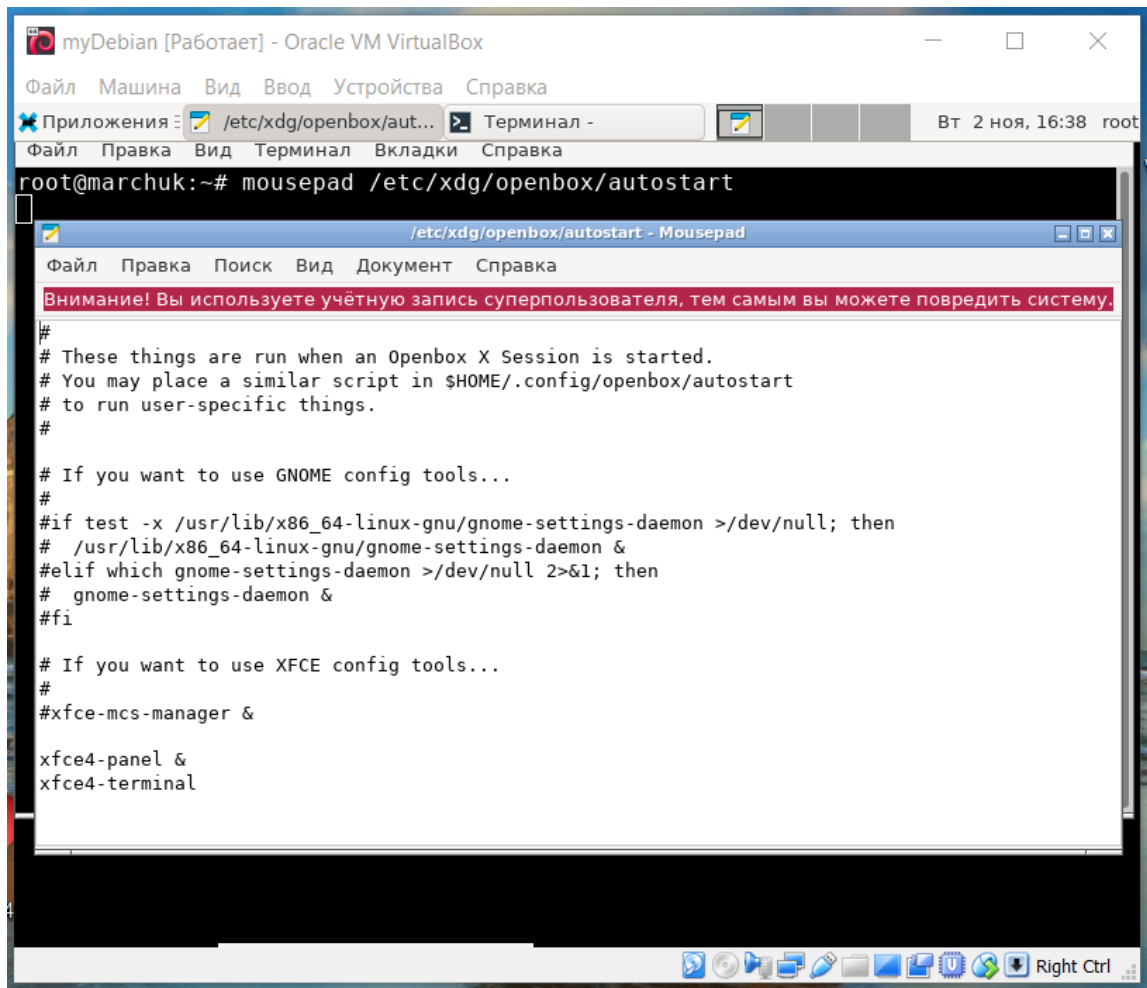 myDebian [Работает] - Oracle VM VirtualBox
Файл Машина Вид Ввод Устройства Справка
Приложения /etc/xdg/openbox/aut... Терминал - Вт 2 ноя, 16:38 root
Файл Правка Вид Терминал Вкладки Справка
root@marchuk:~# mousepad /etc/xdg/openbox/autostart
/etc/xdg/openbox/autostart - Mousepad
Файл Правка Поиск Вид Документ Справка
Внимание! Вы используете учётную запись суперпользователя, тем самым вы можете повредить систему.
#
# These things are run when an Openbox X Session is started.
# You may place a similar script in $HOME/.config/openbox/autostart
# to run user-specific things.
#
# If you want to use GNOME config tools...
#
#if test -x /usr/lib/x86_64-linux-gnu/gnome-settings-daemon >/dev/null; then
#  /usr/lib/x86_64-linux-gnu/gnome-settings-daemon &
#elif which gnome-settings-daemon >/dev/null 2>&1; then
#  gnome-settings-daemon &
#fi
# If you want to use XFCE config tools...
#
#xfce-mcs-manager &
xfce4-panel &
xfce4-terminal
Right Ctrl